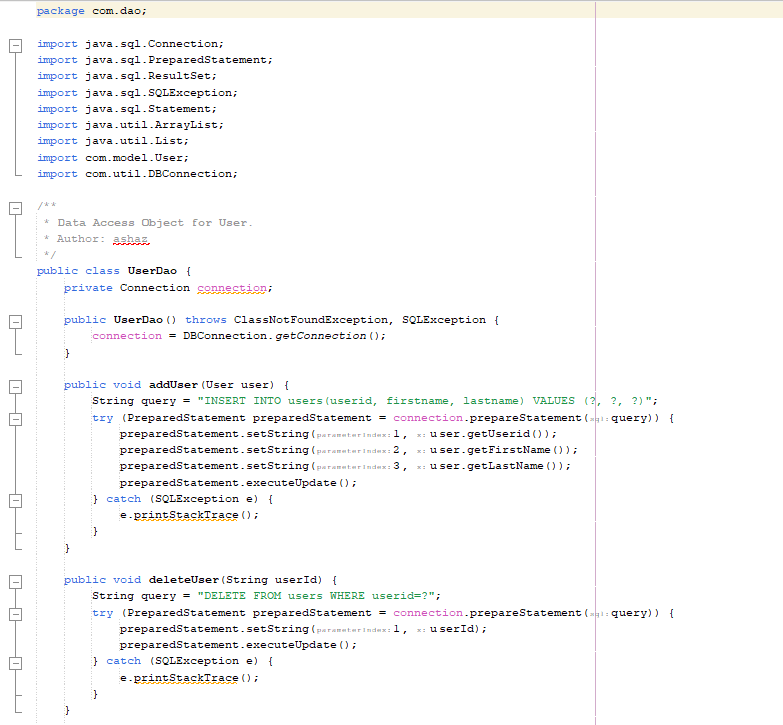 package com.dao;
import java.sql.Connection;
import java.sql.PreparedStatement;
import java.sql.ResultSet;
import java.sql.SQLException;
import java.sql.Statement;
import java.util.ArrayList;
import java.util.List;
import com.model.User;
import com.util.DBConnection;
/**
* Data Access Object for User.
* Author: ashaz
*/
public class UserDao {
private Connection connection;
public UserDao() throws ClassNotFoundException, SQLException {
connection = DBConnection.getConnection();
}
public void addUser(User user) {
String query = "INSERT INTO users(userid, firstname, lastname) VALUES (?, ?, ?)";
try (PreparedStatement preparedStatement = connection.prepareStatement(sql: query)) {
preparedStatement.setString(parameterIndex: 1, x: user.getUserid());
preparedStatement.setString(parameterIndex: 2, x: user.getFirstName());
preparedStatement.setString(parameterIndex: 3, x: user.getLastName());
preparedStatement.executeUpdate();
} catch (SQLException e) {
e.printStackTrace();
}
}
public void deleteUser(String userId) {
String query = "DELETE FROM users WHERE userid=?";
try (PreparedStatement preparedStatement = connection.prepareStatement(sql: query)) {
preparedStatement.setString(parameterIndex: 1, x: userId);
preparedStatement.executeUpdate();
} catch (SQLException e) {
e.printStackTrace();
}
}